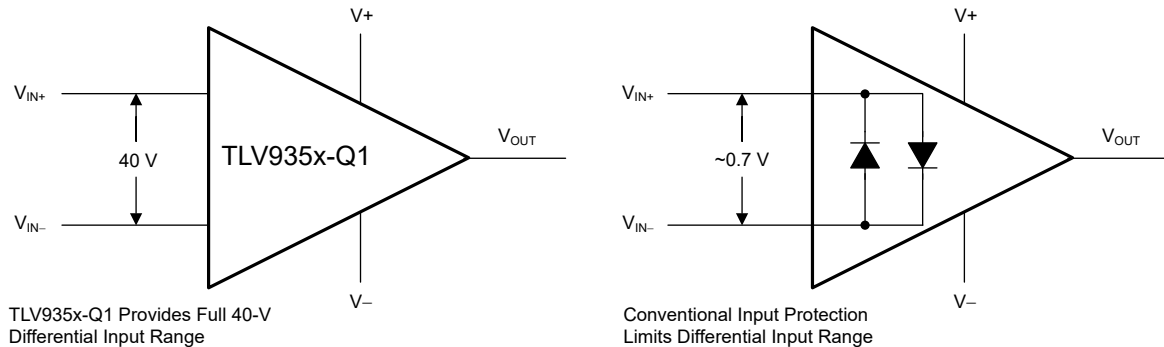 V+
VIN+
40 V
TLV935x-Q1
VOUT
VIN–
V–
TLV935x-Q1 Provides Full 40-V
Differential Input Range
V+
VIN+
~0.7 V
VOUT
VIN–
V–
Conventional Input Protection
Limits Differential Input Range